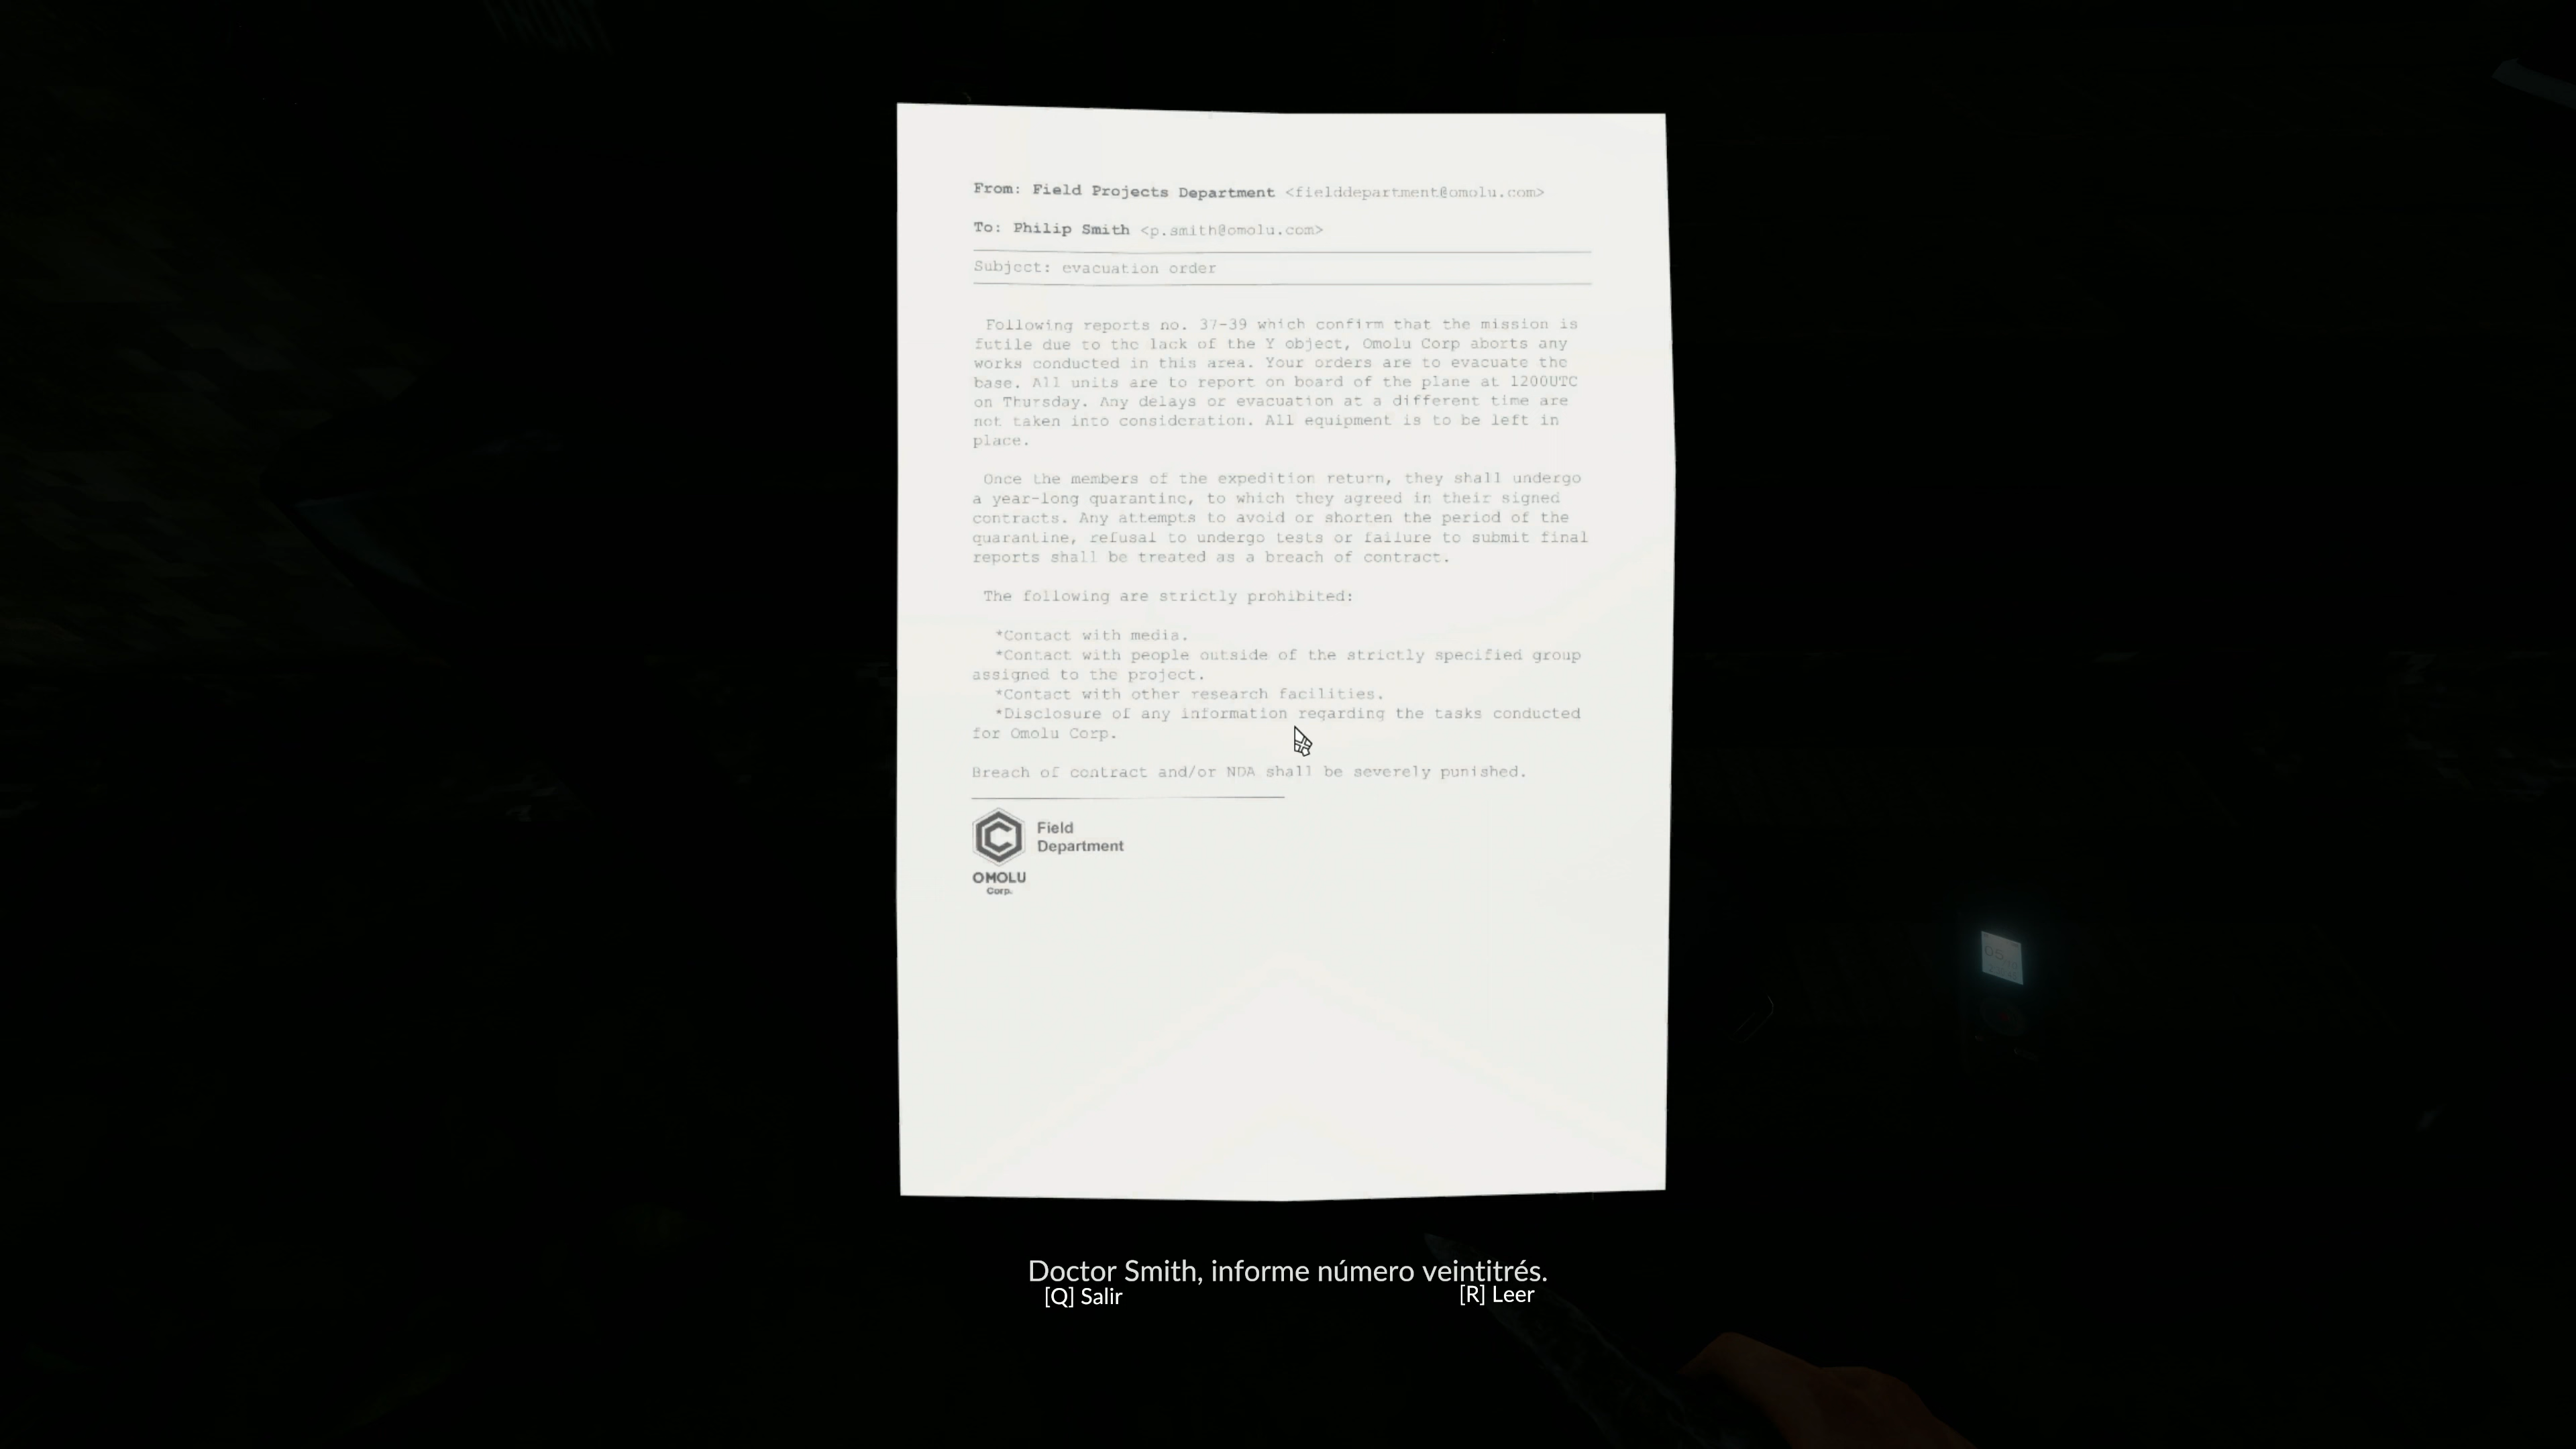 From: Field Projects Department <fielddepartment@omolu.com>
To: Philip Smith <p.smith@omolu.com>
Subject: evacuation order
Following reports no. 37-39 which confirm that the mission is
futile due to the lack of the Y object, Omolu Corp aborts any
works conducted in this area. Your orders are to evacuate the
base. All units are to report on board of the plane at 1200UTC
on Thursday. Any delays or evacuation at a different time are
not taken into consideration. All equipment is to be left in
place.
Once the members of the expedition return, they shall undergo
a year-long quarantine, to which they agreed in their signed
contracts. Any attempts to avoid or shorten the period of the
quarantine, refusal to undergo tests or failure to submit final
reports shall be treated as a breach of contract.
The following are strictly prohibited:
*Contact with media.
*Contact with people outside of the strictly specified group
assigned to the project.
*Contact with other research facilities.
*Disclosure of any information regarding the tasks conducted
for Omolu Corp.
Breach of contract and/or NDA shall be severely punished.
Field
Department
OMOLU
Corp.
Doctor Smith, informe número veintitrés.
[Q] Salir
[R] Leer